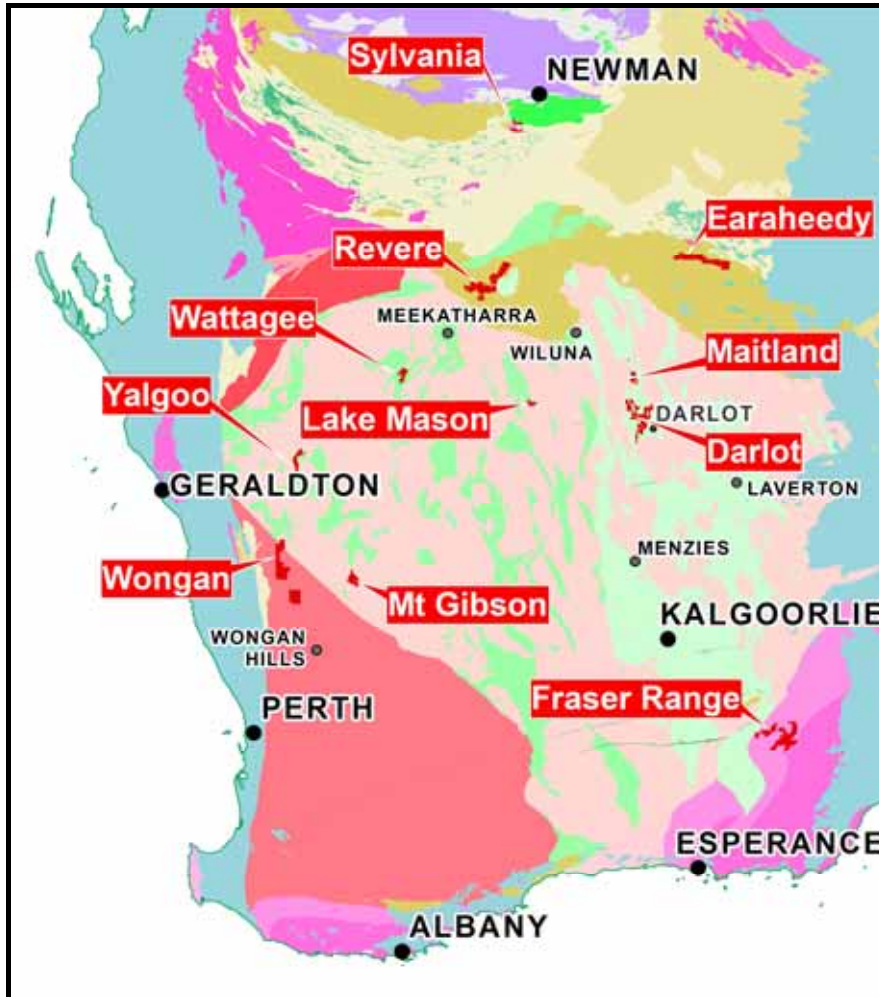 Sylvania
NEWMAN
Earaheedy
Revere
MEEKATHARRA
Wattagee
WILUNA
Maitland
Yalgoo
Lake Mason
DARLOT
Darlot
GERALDTON
LAVERTON
MENZIES
Wongan
Mt Gibson
KALGOORLIE
WONGAN
HILLS
Fraser Range
PERTH
ESPERANCE
ALBANY